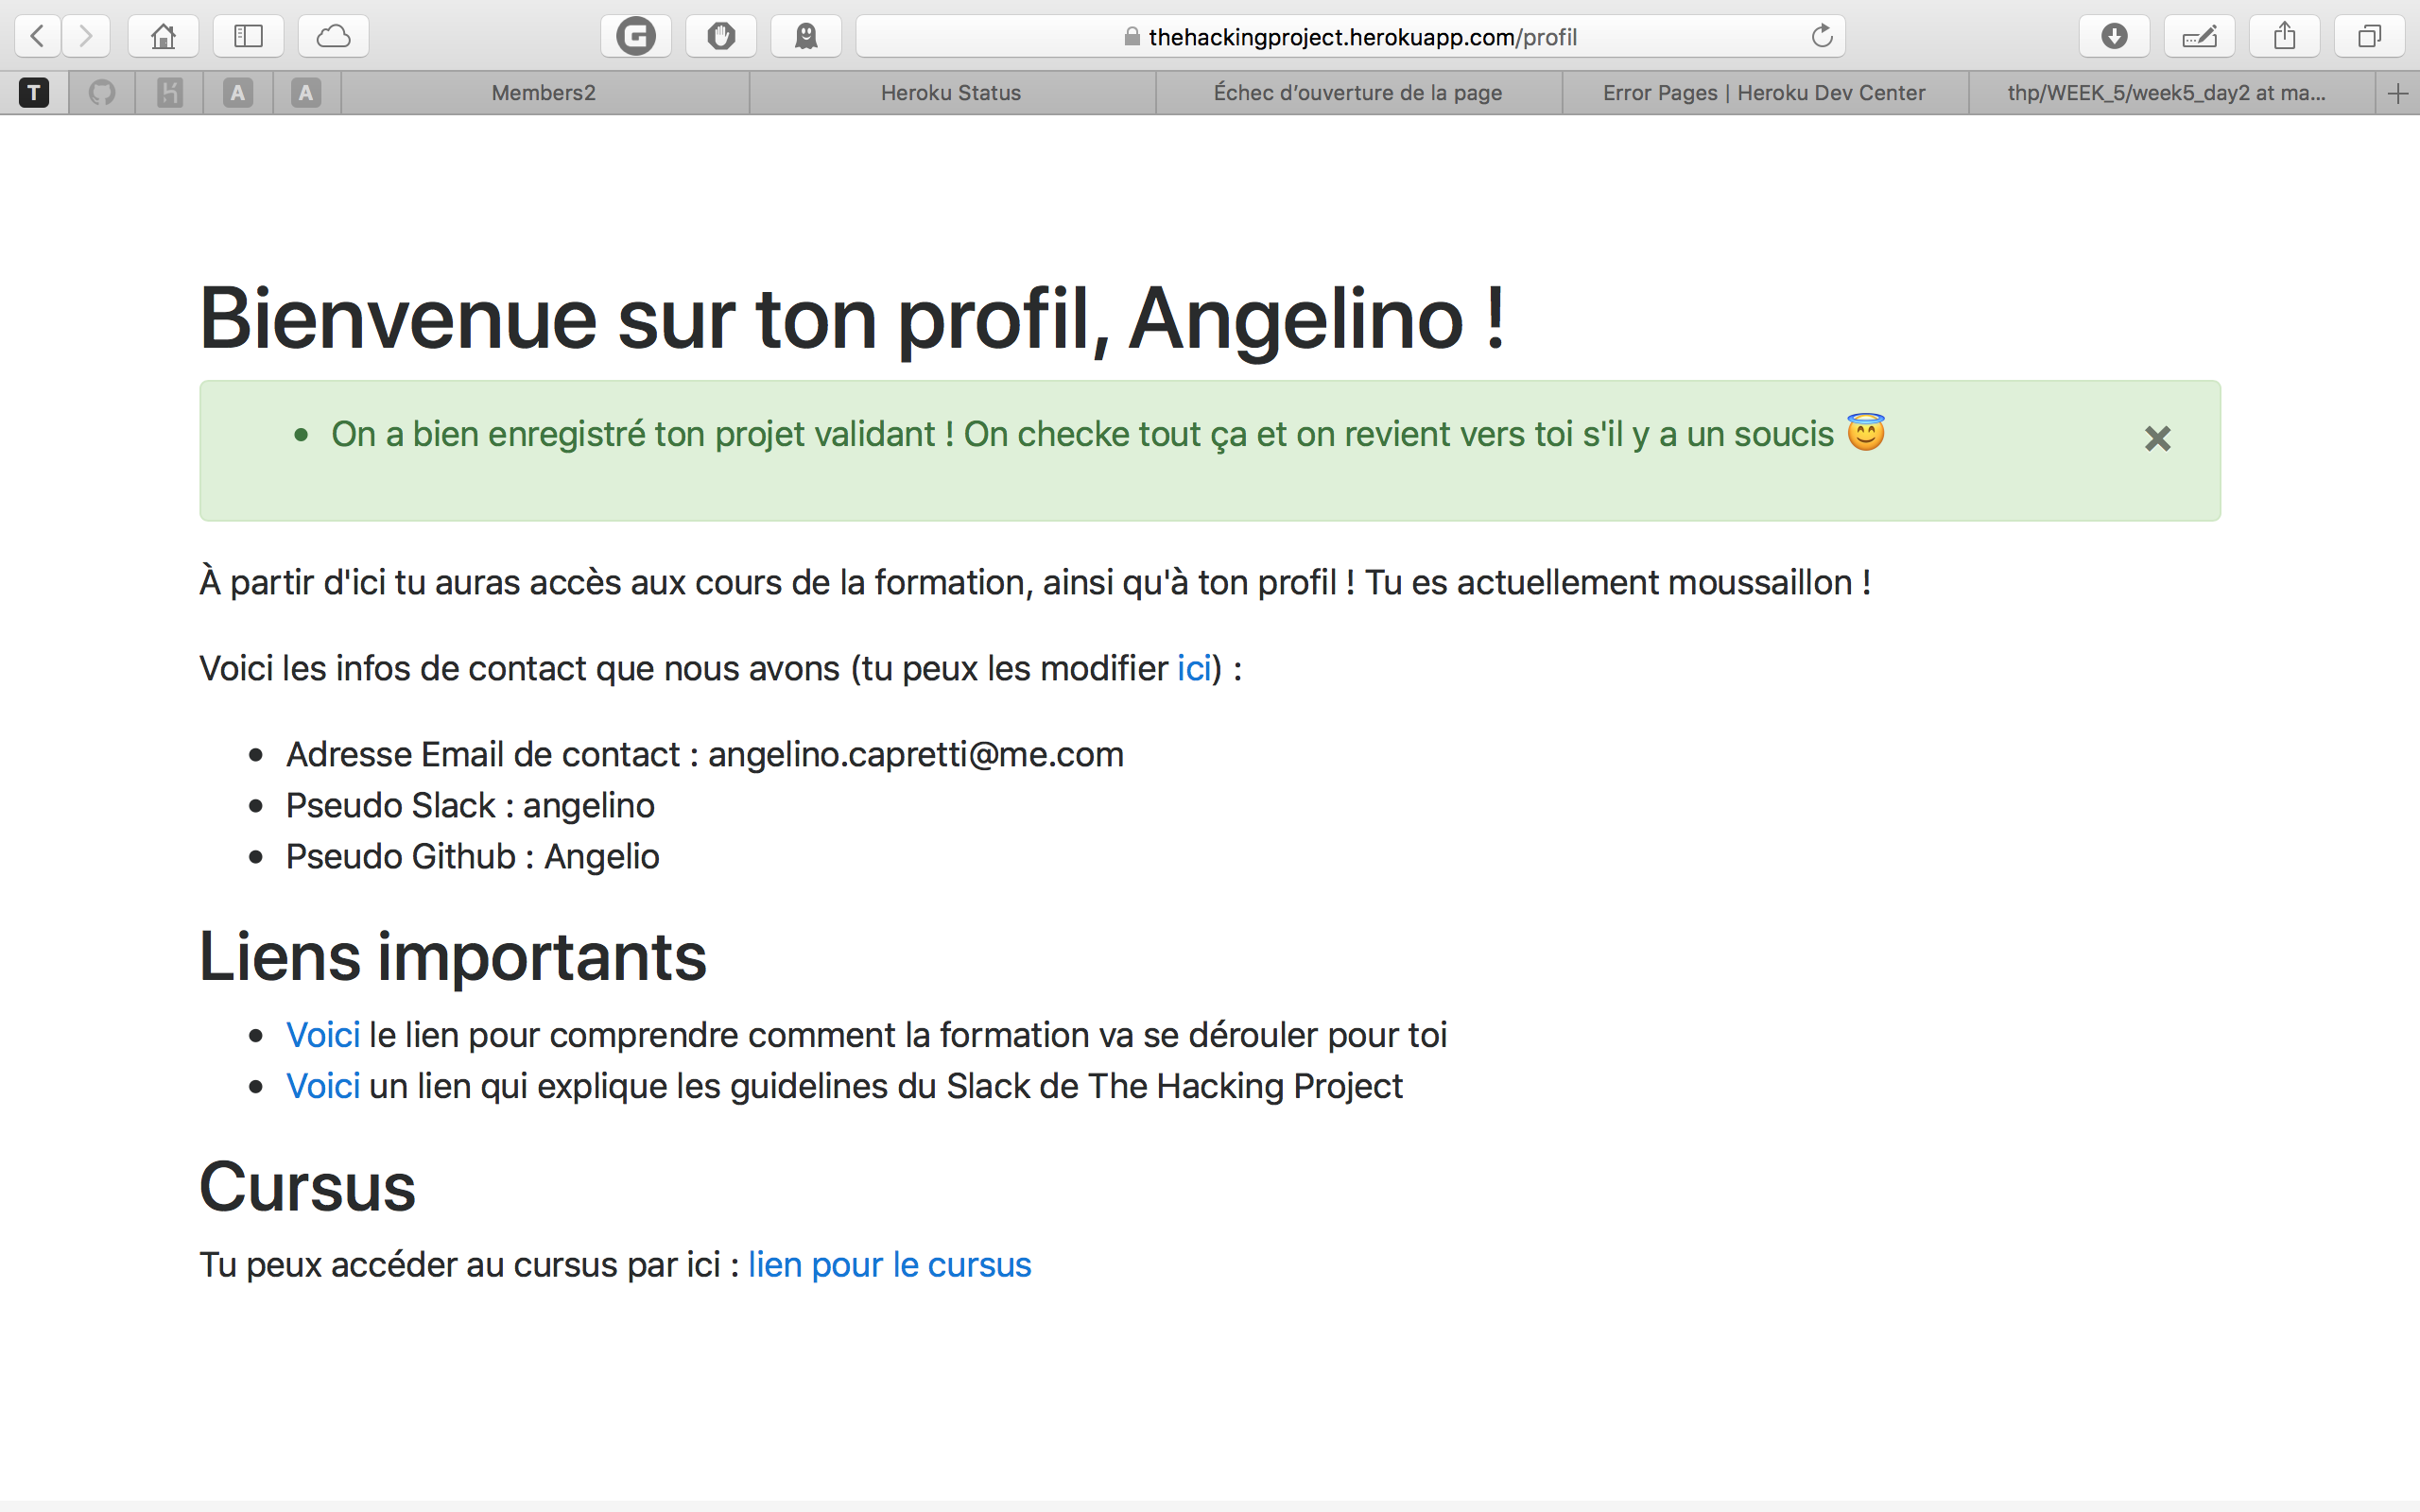 thehackingproject.herokuapp.com/profil
T
A
A
Members2
Heroku Status
Échec d’ouverture de la page
Error Pages | Heroku Dev Center
thp/WEEK_5/week5_day2 at ma...
Bienvenue sur ton profil, Angelino !
On a bien enregistré ton projet validant ! On checke tout ça et on revient vers toi s'il y a un soucis 😇
À partir d'ici tu auras accès aux cours de la formation, ainsi qu'à ton profil ! Tu es actuellement moussaillon !
Voici les infos de contact que nous avons (tu peux les modifier ici) :
Adresse Email de contact : angelino.capretti@me.com
Pseudo Slack : angelino
Pseudo Github : Angelio
Liens importants
Voici le lien pour comprendre comment la formation va se dérouler pour toi
Voici un lien qui explique les guidelines du Slack de The Hacking Project
Cursus
Tu peux accéder au cursus par ici : lien pour le cursus